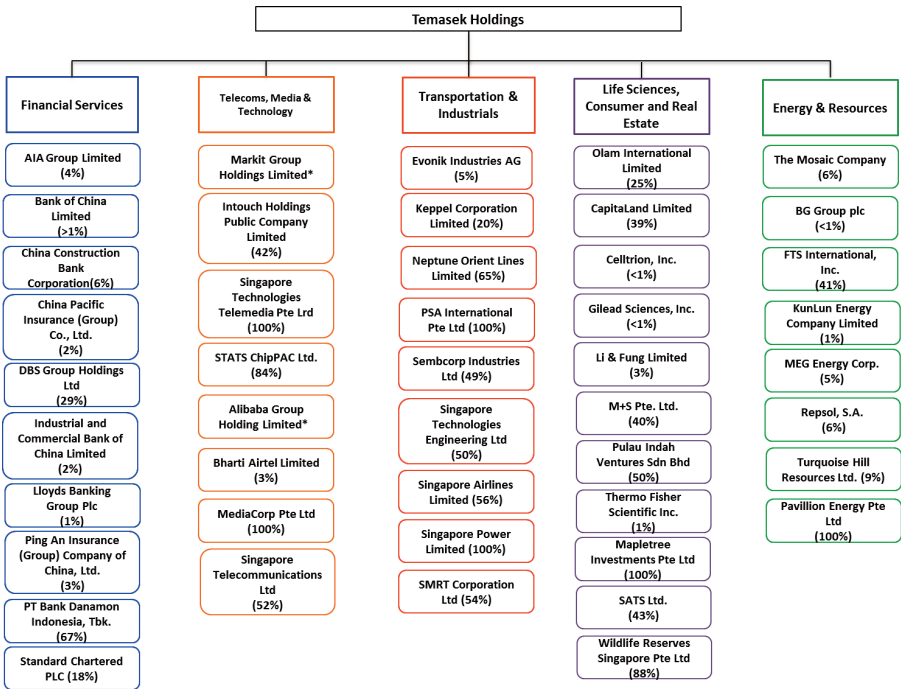 Temasek Holdings
Financial Services
AIA Group Limited
(4%)
Bank of China
Limited
(>1%)
China Construction
Bank
Corporation(6%)
China Pacific
Insurance (Group)
Co., Ltd.
(2%)
DBS Group Holdings
Ltd
(29%)
Industrial and
Commercial Bank of
China Limited
(2%)
Lloyds Banking
Group Plc
(1%)
Ping An Insurance
(Group) Company of
China, Ltd.
(3%)
PT Bank Danamon
Indonesia, Tbk.
(67%)
Standard Chartered
PLC (18%)
Telecoms, Media &
Technology
Markit Group
Holdings Limited*
Intouch Holdings
Public Company
Limited
(42%)
Singapore
Technologies
Telemedia Pte Lrd
(100%)
STATS ChipPAC Ltd.
(84%)
Alibaba Group
Holding Limited*
Bharti Airtel Limited
(3%)
MediaCorp Pte Ltd
(100%)
Singapore
Telecommunications
Ltd
(52%)
Transportation &
Industrials
Evonik Industries AG
(5%)
Keppel Corporation
Limited (20%)
Neptune Orient Lines
Limited (65%)
PSA International
Pte Ltd (100%)
Sembcorp Industries
Ltd (49%)
Singapore
Technologies
Engineering Ltd
(50%)
Singapore Airlines
Limited (56%)
Singapore Power
Limited (100%)
SMRT Corporation
Ltd (54%)
Life Sciences,
Consumer and Real
Estate
Olam International
Limited
(25%)
CapitaLand Limited
(39%)
Celltrion, Inc.
(<1%)
Gilead Sciences, Inc.
(<1%)
Li & Fung Limited
(3%)
M+S Pte. Ltd.
(40%)
Pulau Indah
Ventures Sdn Bhd
(50%)
Thermo Fisher
Scientific Inc.
(1%)
Mapletree
Investments Pte Ltd
(100%)
SATS Ltd.
(43%)
Wildlife Reserves
Singapore Pte Ltd
(88%)
Energy & Resources
The Mosaic Company
(6%)
BG Group plc
(<1%)
FTS International,
Inc.
(41%)
KunLun Energy
Company Limited
(1%)
MEG Energy Corp.
(5%)
Repsol, S.A.
(6%)
Turquoise Hill
Resources Ltd. (9%)
Pavillion Energy Pte
Ltd
(100%)